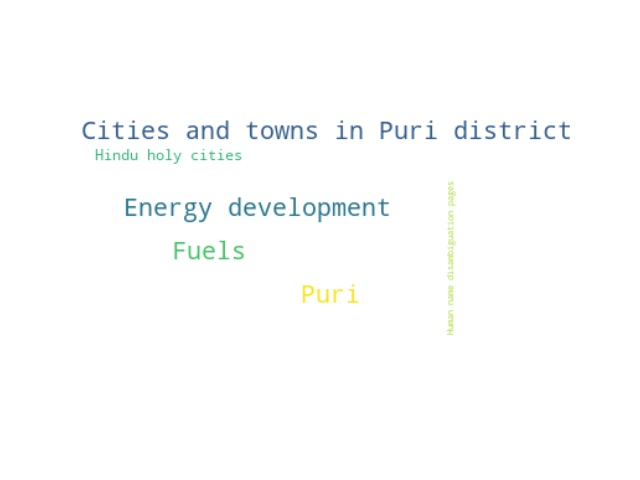 Cities and towns in Puri district
Hindu holy cities
Energy development
Fuels
Puri
Human name disambiguation pages